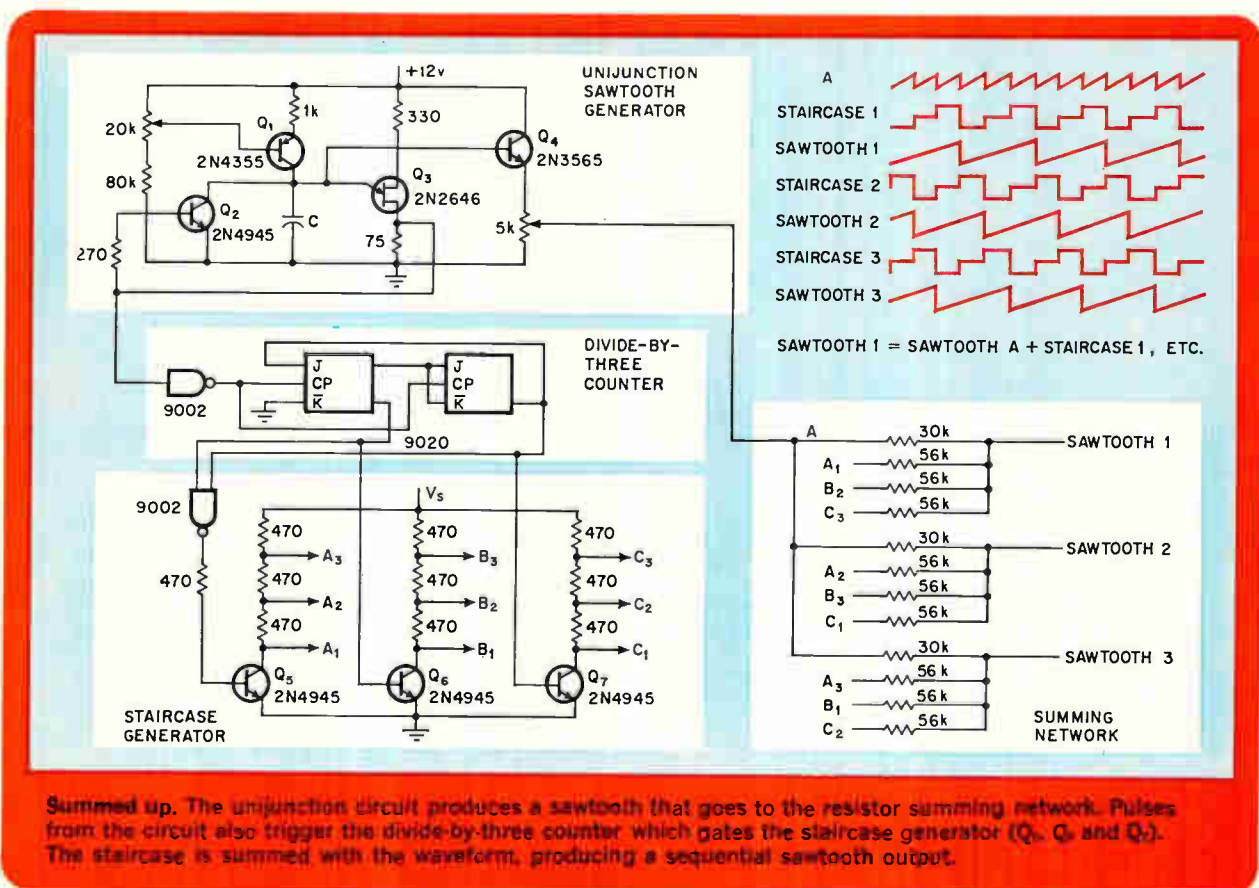 +12v
UNIJUNCTION
SAWTOOTH
GENERATOR
1k
330
20k
Q1
2N4355
Q4
2N3565
80k
Q3
2N2646
Q2
2N4945
C
75
5k
270
A
STAIRCASE 1
SAWTOOTH 1
STAIRCASE 2
SAWTOOTH 2
STAIRCASE 3
SAWTOOTH 3
SAWTOOTH 1 = SAWTOOTH A + STAIRCASE 1, ETC.
DIVIDE-BY-
THREE
COUNTER
J
CP
K̅
J
CP
K̅
9002
9020
9002
Vs
470
470
470
A3
B3
C3
470
470
470
470
A2
B2
C2
470
470
470
A1
B1
C1
Q5
2N4945
Q6
2N4945
Q7
2N4945
STAIRCASE
GENERATOR
A
30k
SAWTOOTH 1
A1
56k
B2
56k
C3
56k
30k
SAWTOOTH 2
A2
56k
B3
56k
C1
56k
30k
SAWTOOTH 3
A3
56k
B1
56k
C2
56k
SUMMING
NETWORK
Summed up. The unijunction circuit produces a sawtooth that goes to the resistor summing network. Pulses
from the circuit also trigger the divide-by-three counter which gates the staircase generator (Q5, Q6 and Q7).
The staircase is summed with the waveform, producing a sequential sawtooth output.